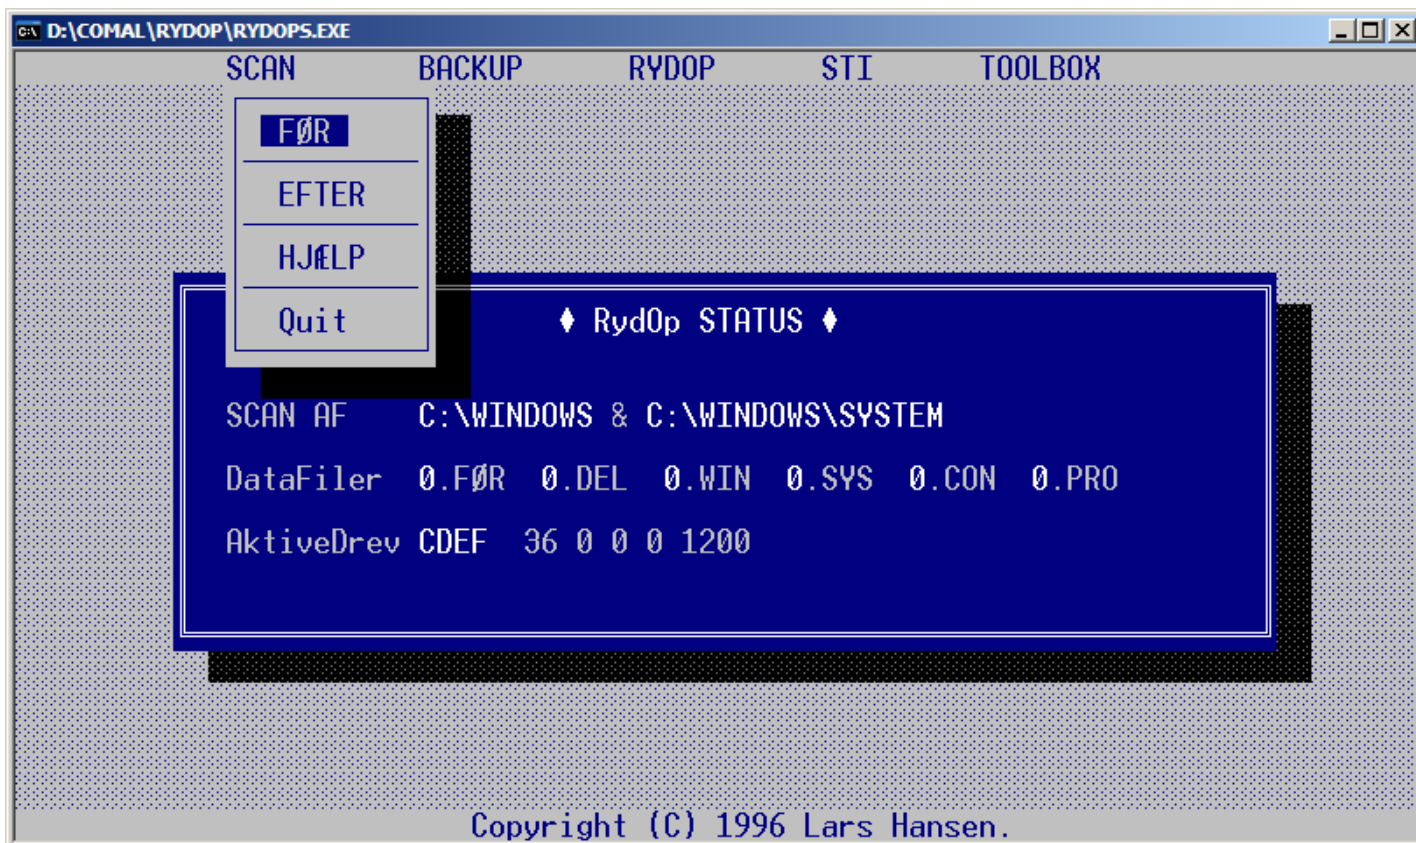 D:\COMAL\RYDOP\RYDOPS.EXE
SCAN BACKUP RYDOP STI TOOLBOX
FØR
EFTER
HJÆLP
Quit
♦ RydOp STATUS ♦
SCAN AF C:\WINDOWS & C:\WINDOWS\SYSTEM
DataFiler 0.FØR 0.DEL 0.WIN 0.SYS 0.CON 0.PRO
AktiveDrev CDEF 36 0 0 0 1200
Copyright (C) 1996 Lars Hansen.